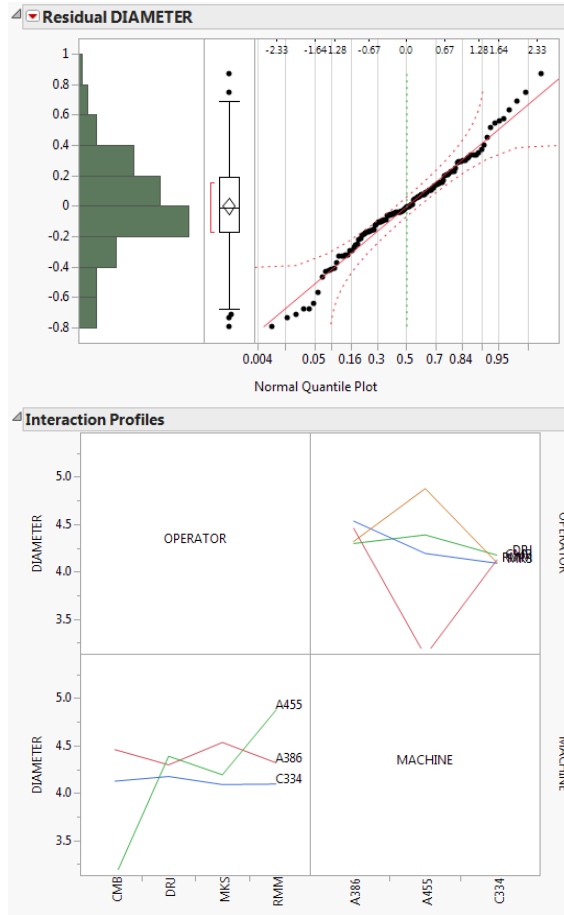 Residual DIAMETER
-2.33 -1.64 -1.28 -0.67 0.0 0.67 1.28 1.64 2.33
1
0.8
0.6
0.4
0.2
0
-0.2
-0.4
-0.6
-0.8
0.004 0.05 0.16 0.3 0.5 0.7 0.84 0.95
Normal Quantile Plot
Interaction Profiles
DIAMETER
5.0
4.5
4.0
3.5
OPERATOR
DRJ
MKS
OPERATOR
DIAMETER
5.0
4.5
4.0
3.5
A455
A386
C334
MACHINE
MACHINE
CMB
DRJ
MKS
RMM
A386
A455
C334